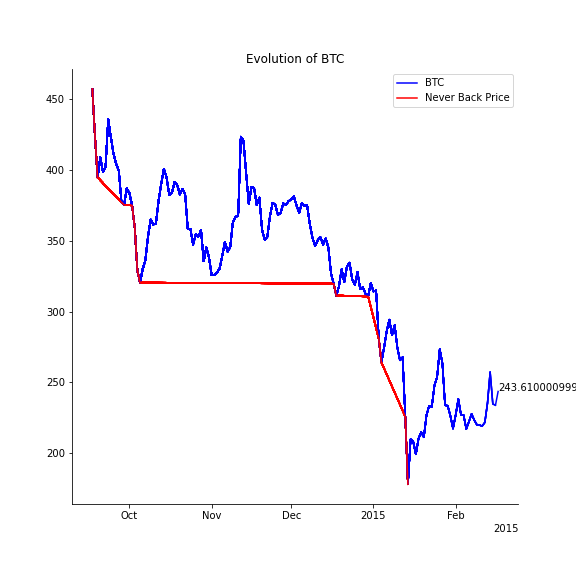 Evolution of BTC
BTC
Never Back Price
450
400
350
300
250
200
243.610000999
Oct
Nov
Dec
2015
Feb
2015